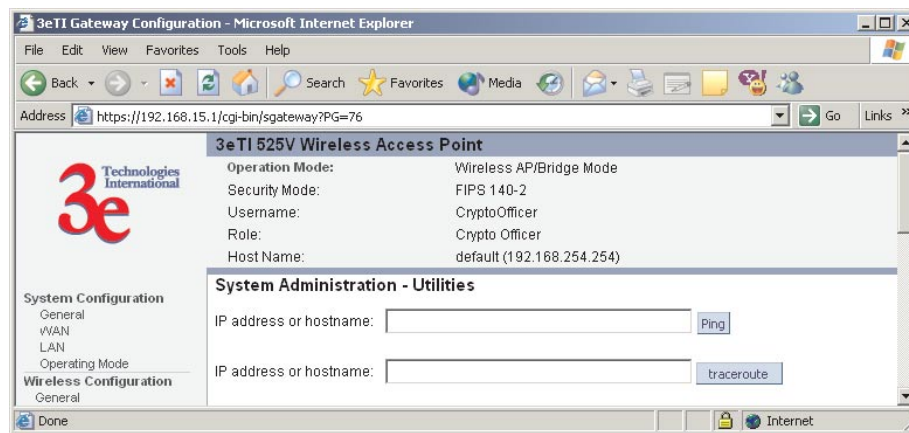 3eTI Gateway Configuration - Microsoft Internet Explorer
File Edit View Favorites Tools Help
Back Search Favorites Media
Address https://192.168.15.1/cgi-bin/sgateway?PG=76 Go Links »
3e Technologies International
3eTI 525V Wireless Access Point
Operation Mode: Wireless AP/Bridge Mode
Security Mode: FIPS 140-2
Username: CryptoOfficer
Role: Crypto Officer
Host Name: default (192.168.254.254)
System Configuration
General
WAN
LAN
Operating Mode
Wireless Configuration
General
System Administration - Utilities
IP address or hostname: Ping
IP address or hostname: traceroute
Done Internet